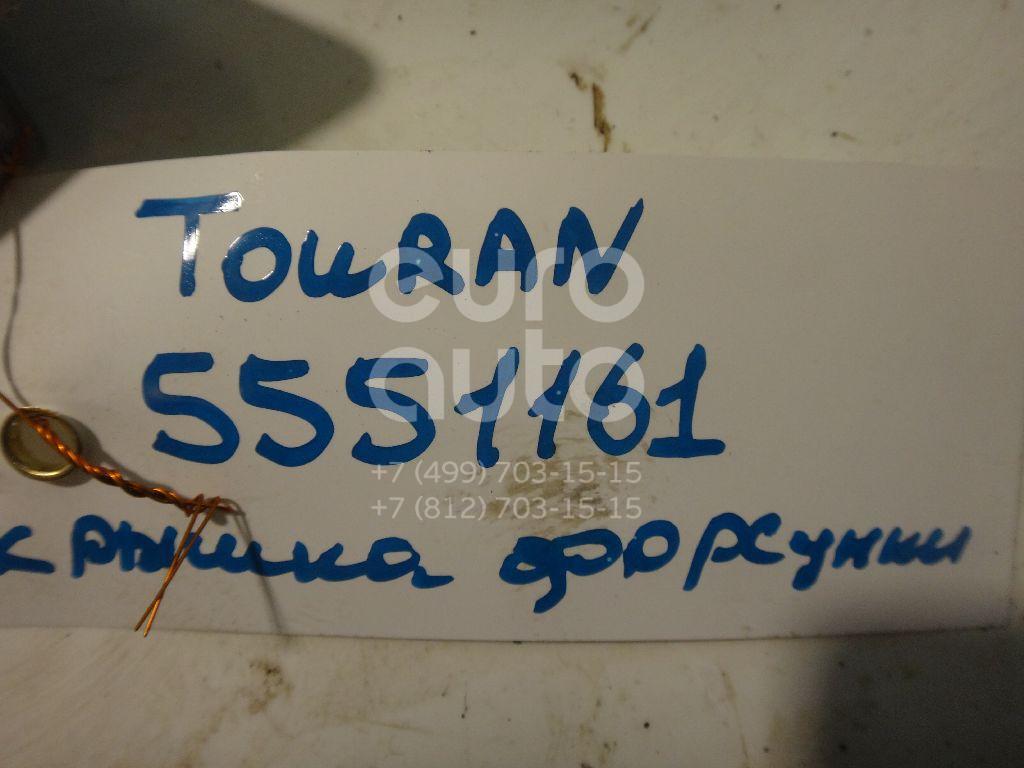 TOURAN
5551161
крышка форсунки
euro
auto
+7 (499) 703-15-15
+7 (812) 703-15-15